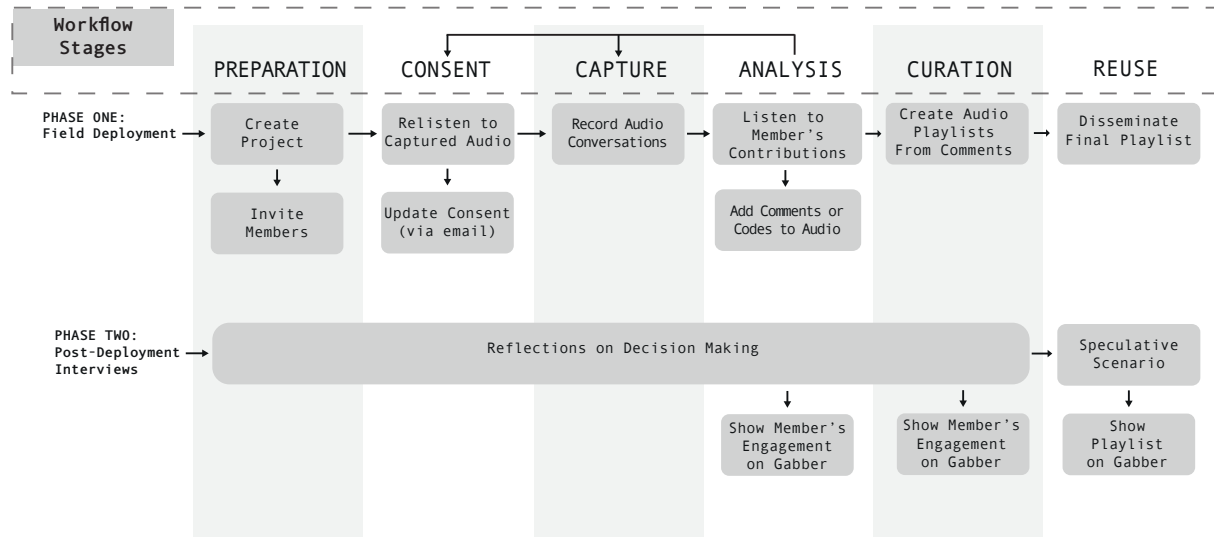 Workflow
Stages
PREPARATION
CONSENT
CAPTURE
ANALYSIS
CURATION
REUSE
PHASE ONE:
Field Deployment
Create
Project
Relisten to
Captured Audio
Record Audio
Conversations
Listen to
Member's
Contributions
Create Audio
Playlists
From Comments
Disseminate
Final Playlist
Invite
Members
Update Consent
(via email)
Add Comments or
Codes to Audio
PHASE TWO:
Post-Deployment
Interviews
Reflections on Decision Making
Speculative
Scenario
Show Member's
Engagement
on Gabber
Show Member's
Engagement
on Gabber
Show
Playlist
on Gabber